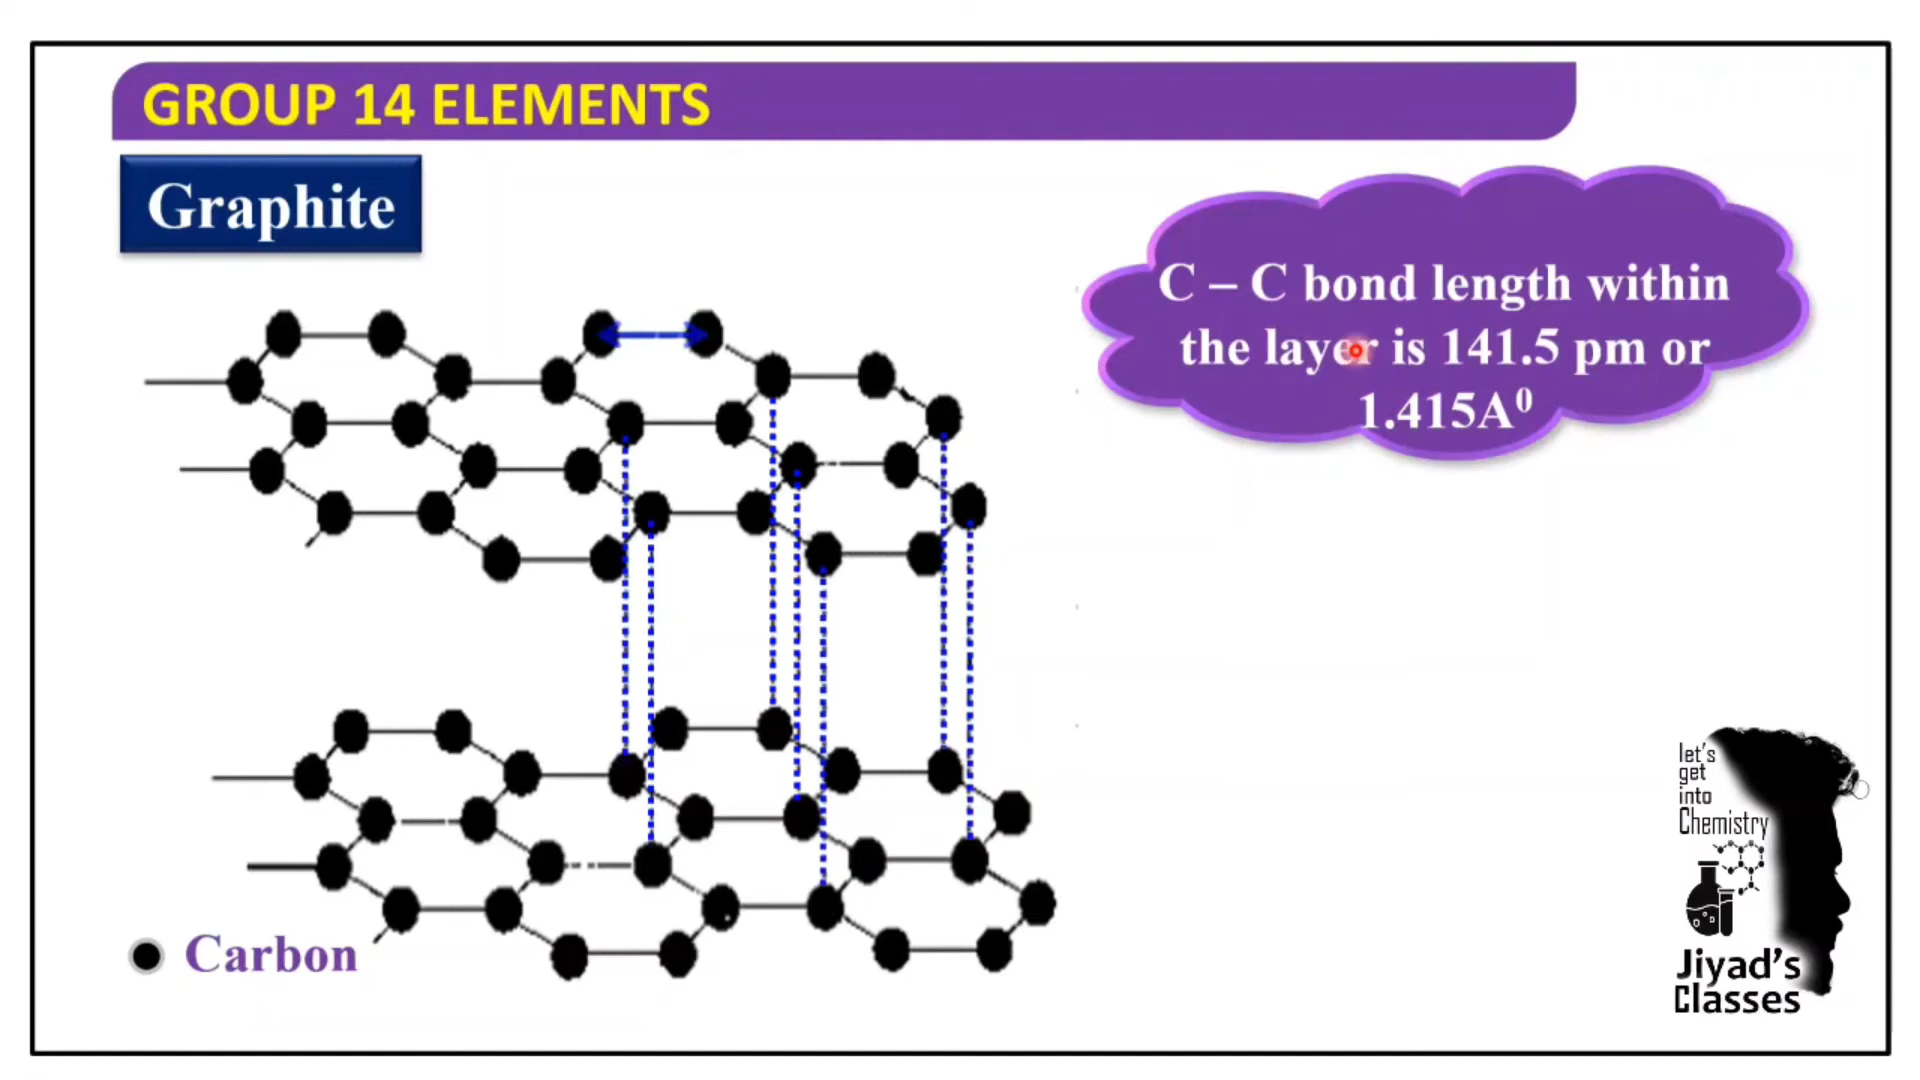 GROUP 14 ELEMENTS
Graphite
C – C bond length within
the layer is 141.5 pm or
1.415A⁰
Carbon
let's
get
into
Chemistry
Jiyad's
Classes